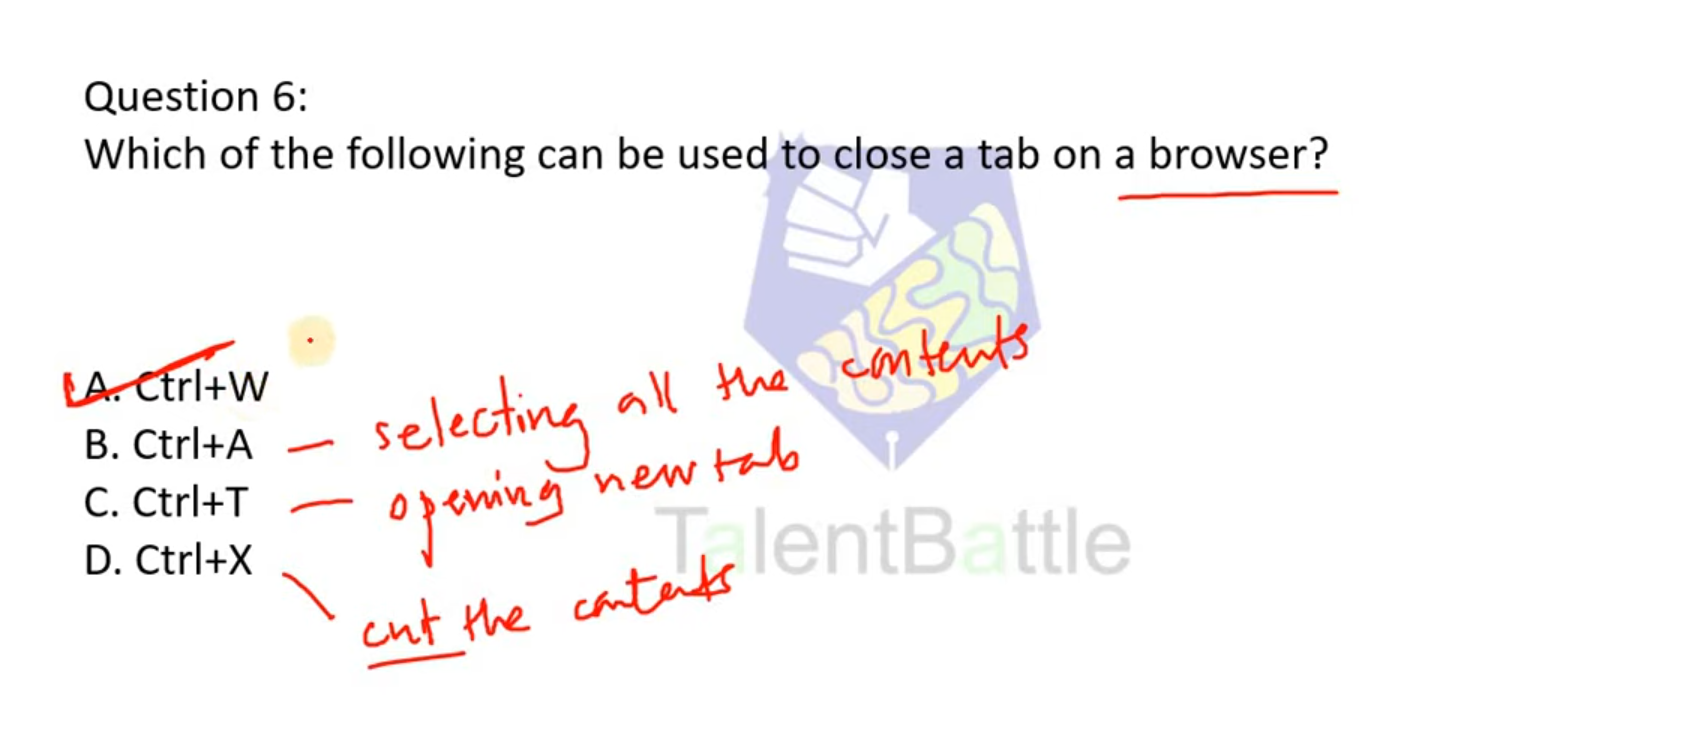 Question 6:
Which of the following can be used to close a tab on a browser?
A. Ctrl+W
B. Ctrl+A — selecting all the contents
C. Ctrl+T — opening new tab
D. Ctrl+X
cut the contents
TalentBattle